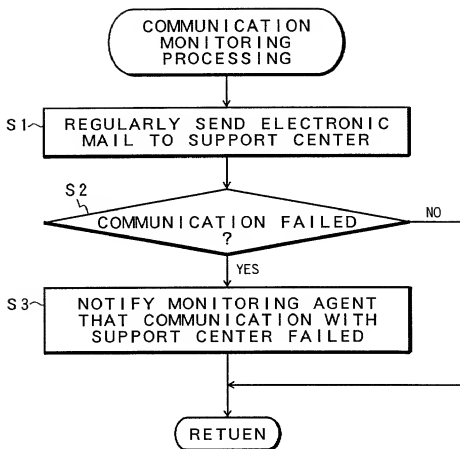 COMMUNICATION
MONITORING
PROCESSING
S1
REGULARLY SEND ELECTRONIC
MAIL TO SUPPORT CENTER
S2
COMMUNICATION FAILED
?
NO
YES
S3
NOTIFY MONITORING AGENT
THAT COMMUNICATION WITH
SUPPORT CENTER FAILED
RETUEN